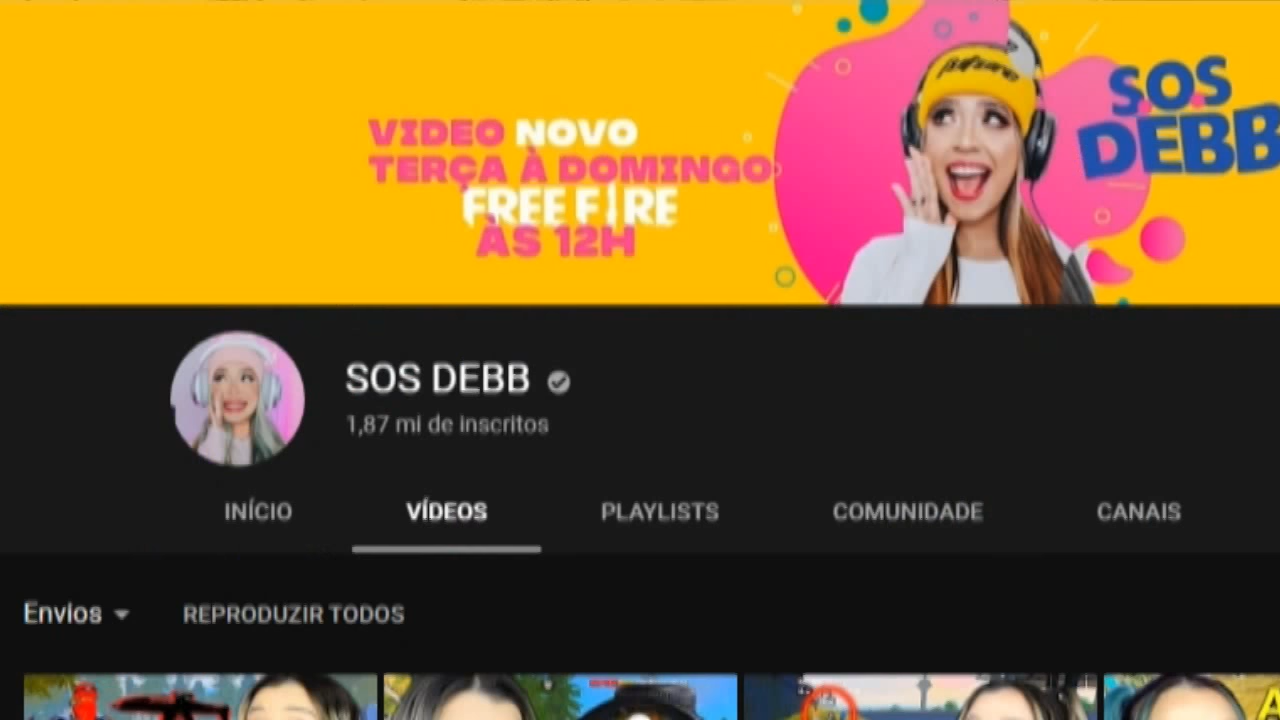 VIDEO NOVO
TERÇA À DOMINGO
FREE FIRE
ÀS 12H
SOS
DEBB
SOS DEBB
1,87 mi de inscritos
INÍCIO VÍDEOS PLAYLISTS COMUNIDADE CANAIS
Envios REPRODUZIR TODOS